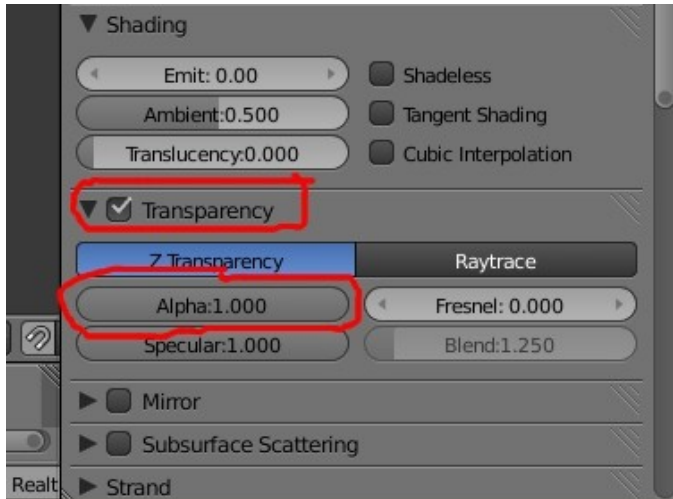 Shading
Emit: 0.00
Shadeless
Ambient:0.500
Tangent Shading
Translucency:0.000
Cubic Interpolation
Transparency
Z Transparency
Raytrace
Alpha:1.000
Fresnel: 0.000
Specular:1.000
Blend:1.250
Mirror
Subsurface Scattering
Realt
Strand